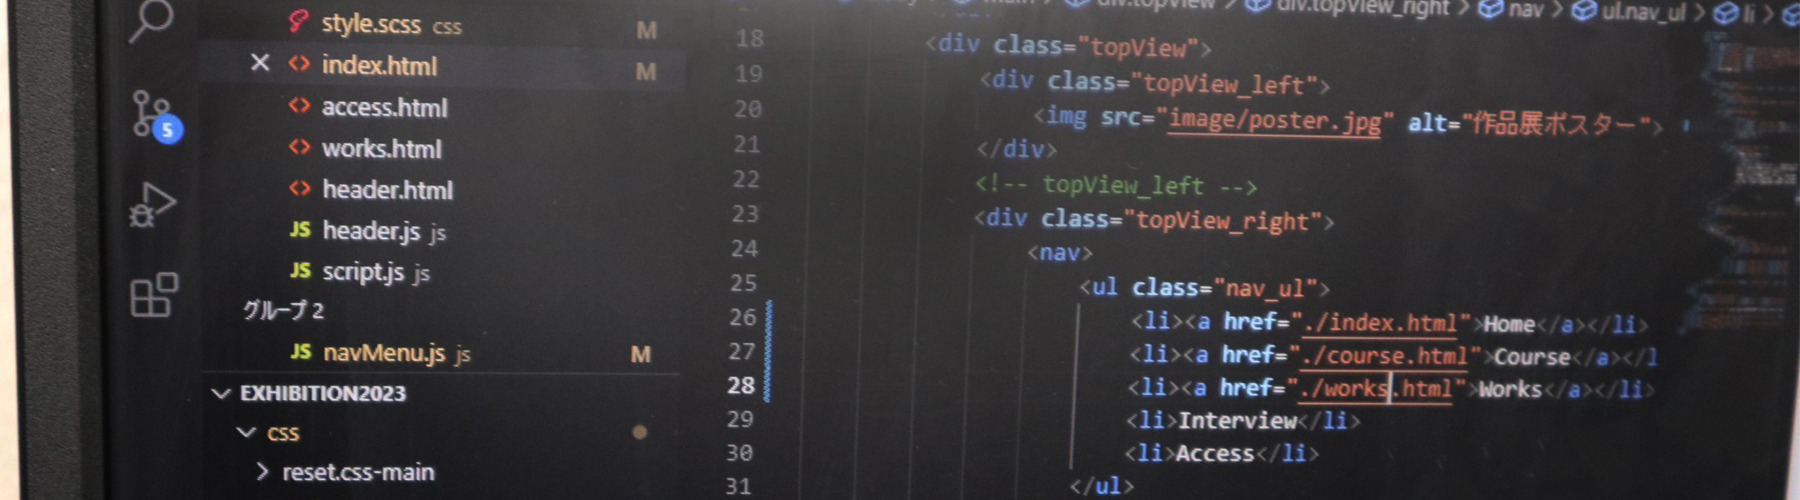 style.scss css M
index.html M
access.html
works.html
header.html
JS header.js js
JS script.js js
グループ 2
JS navMenu.js js M
EXHIBITION2023
css
reset.css-main
5
div.topView > div.topView_right > nav > ul.nav_ul > li >
18 <div class="topView">
19 <div class="topView_left">
20 <img src="image/poster.jpg" alt="作品展ポスター">
21 </div>
22 <!-- topView_left -->
23 <div class="topView_right">
24 <nav>
25 <ul class="nav_ul">
26 <li><a href="./index.html">Home</a></li>
27 <li><a href="./course.html">Course</a></l
28 <li><a href="./works.html">Works</a></li>
29 <li>Interview</li>
30 <li>Access</li>
31 </ul>